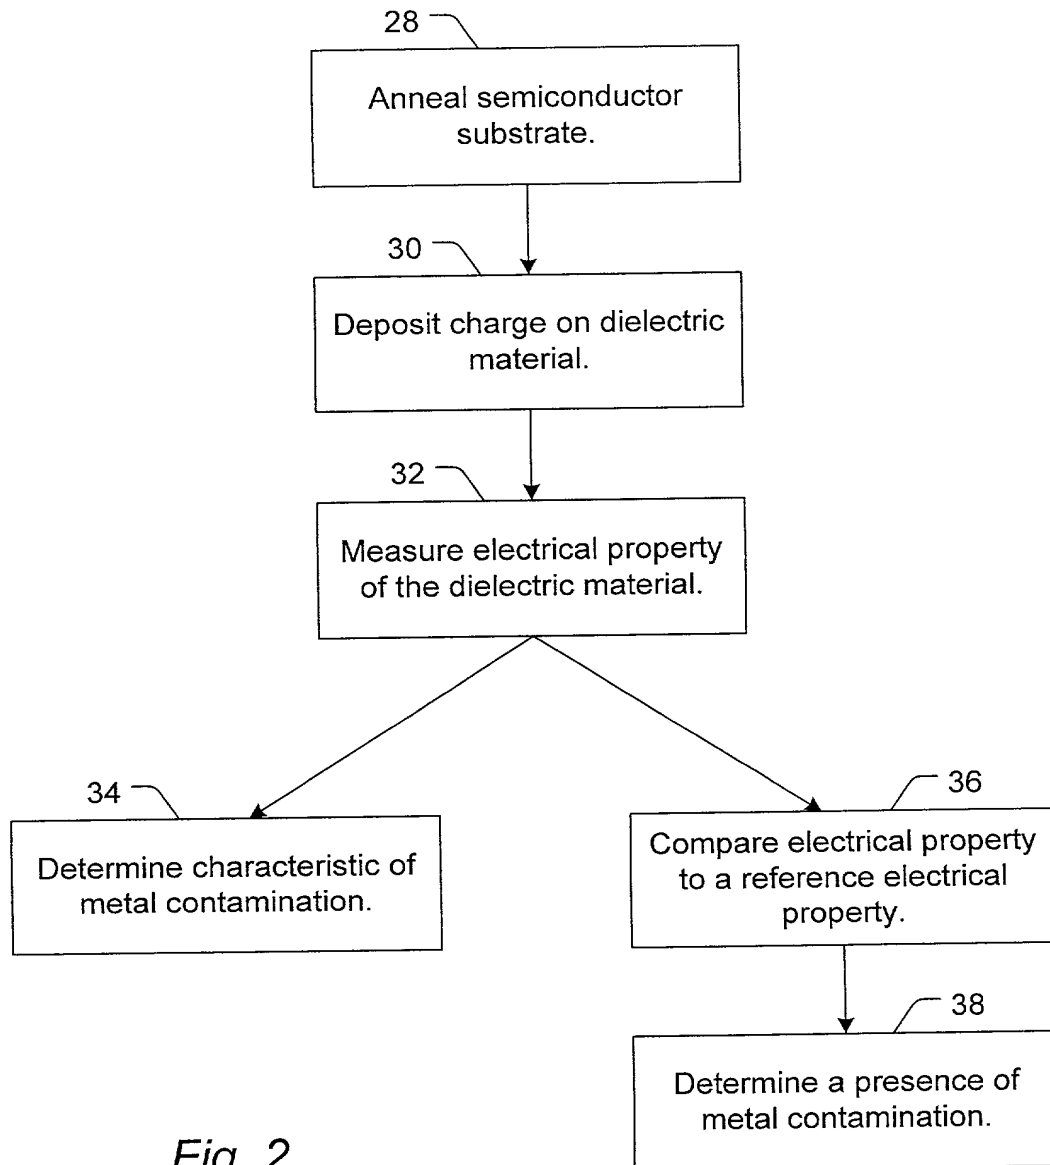 28
Anneal semiconductor
substrate.
30
Deposit charge on dielectric
material.
32
Measure electrical property
of the dielectric material.
34
Determine characteristic of
metal contamination.
36
Compare electrical property
to a reference electrical
property.
38
Determine a presence of
metal contamination.
Fig. 2